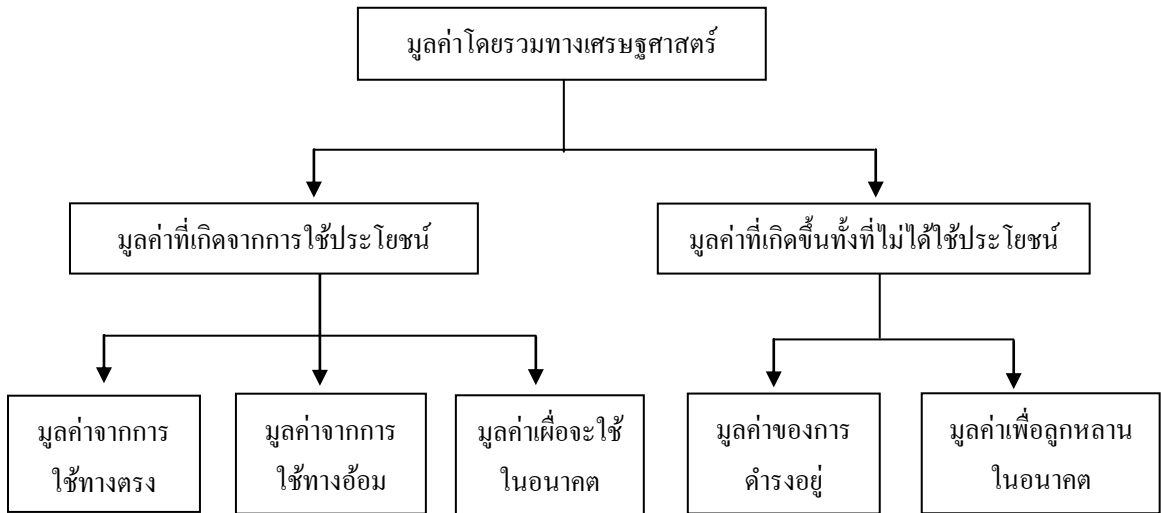 มูลค่าโดยรวมทางเศรษฐศาสตร์
มูลค่าที่เกิดจากการใช้ประโยชน์
มูลค่าที่เกิดขึ้นทั้งที่ไม่ได้ใช้ประโยชน์
มูลค่าจากการ
ใช้ทางตรง
มูลค่าจากการ
ใช้ทางอ้อม
มูลค่าเผื่อจะใช้
ในอนาคต
มูลค่าของการ
ดำรงอยู่
มูลค่าเพื่อลูกหลาน
ในอนาคต